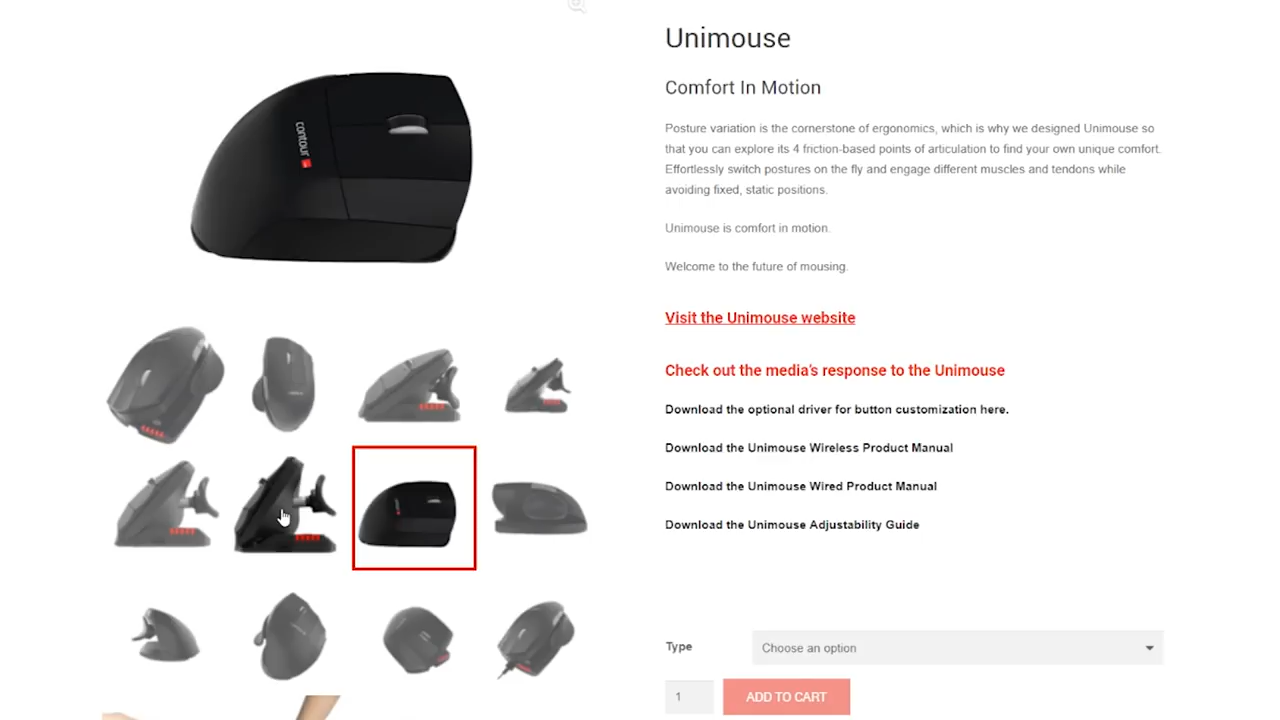 contour
Unimouse
Comfort In Motion
Posture variation is the cornerstone of ergonomics, which is why we designed Unimouse so
that you can explore its 4 friction-based points of articulation to find your own unique comfort.
Effortlessly switch postures on the fly and engage different muscles and tendons while
avoiding fixed, static positions.
Unimouse is comfort in motion.
Welcome to the future of mousing.
Visit the Unimouse website
Check out the media's response to the Unimouse
Download the optional driver for button customization here.
Download the Unimouse Wireless Product Manual
Download the Unimouse Wired Product Manual
Download the Unimouse Adjustability Guide
Type
Choose an option
1
ADD TO CART